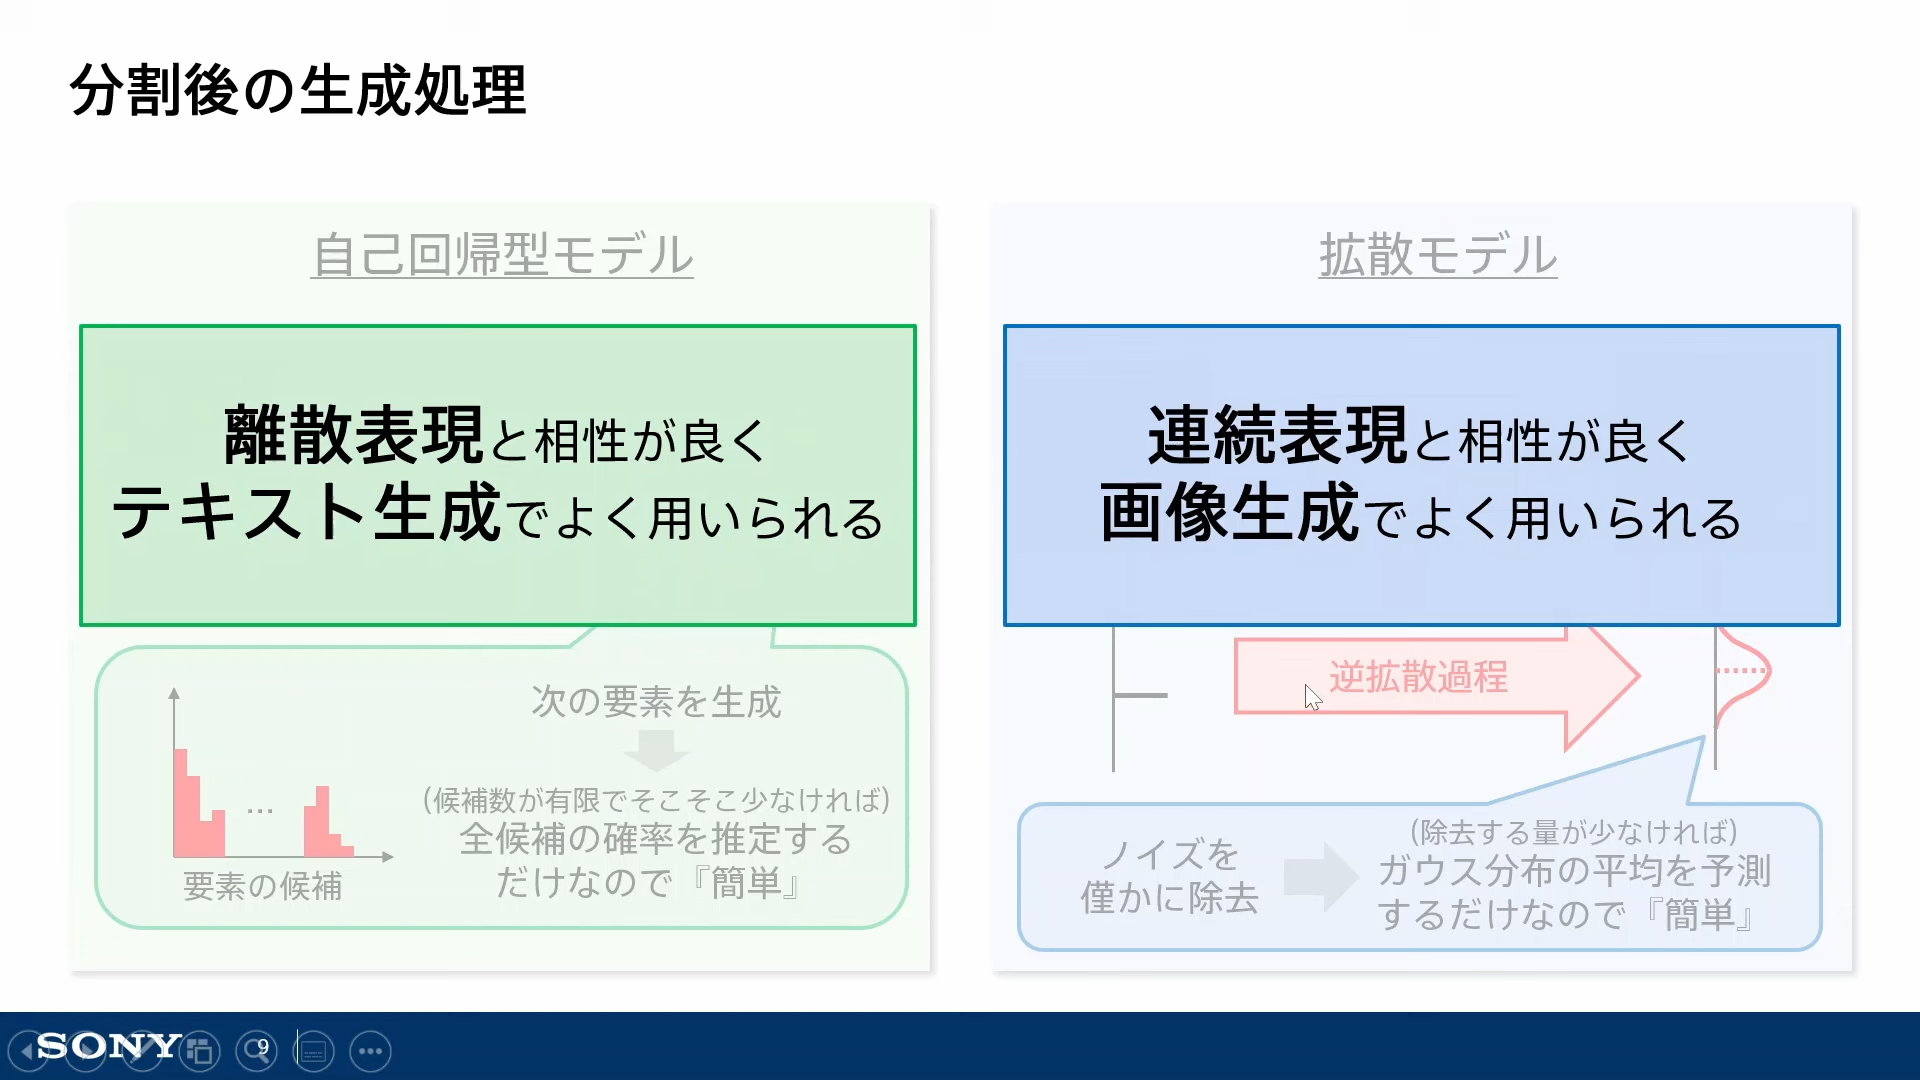 分割後の生成処理
自己回帰型モデル
離散表現と相性が良く
テキスト生成でよく用いられる
次の要素を生成
(候補数が有限でそこそこ少なければ)
全候補の確率を推定する
だけなので『簡単』
…
要素の候補
拡散モデル
連続表現と相性が良く
画像生成でよく用いられる
逆拡散過程
ノイズを
僅かに除去
(除去する量が少なければ)
ガウス分布の平均を予測
するだけなので『簡単』
SONY
9